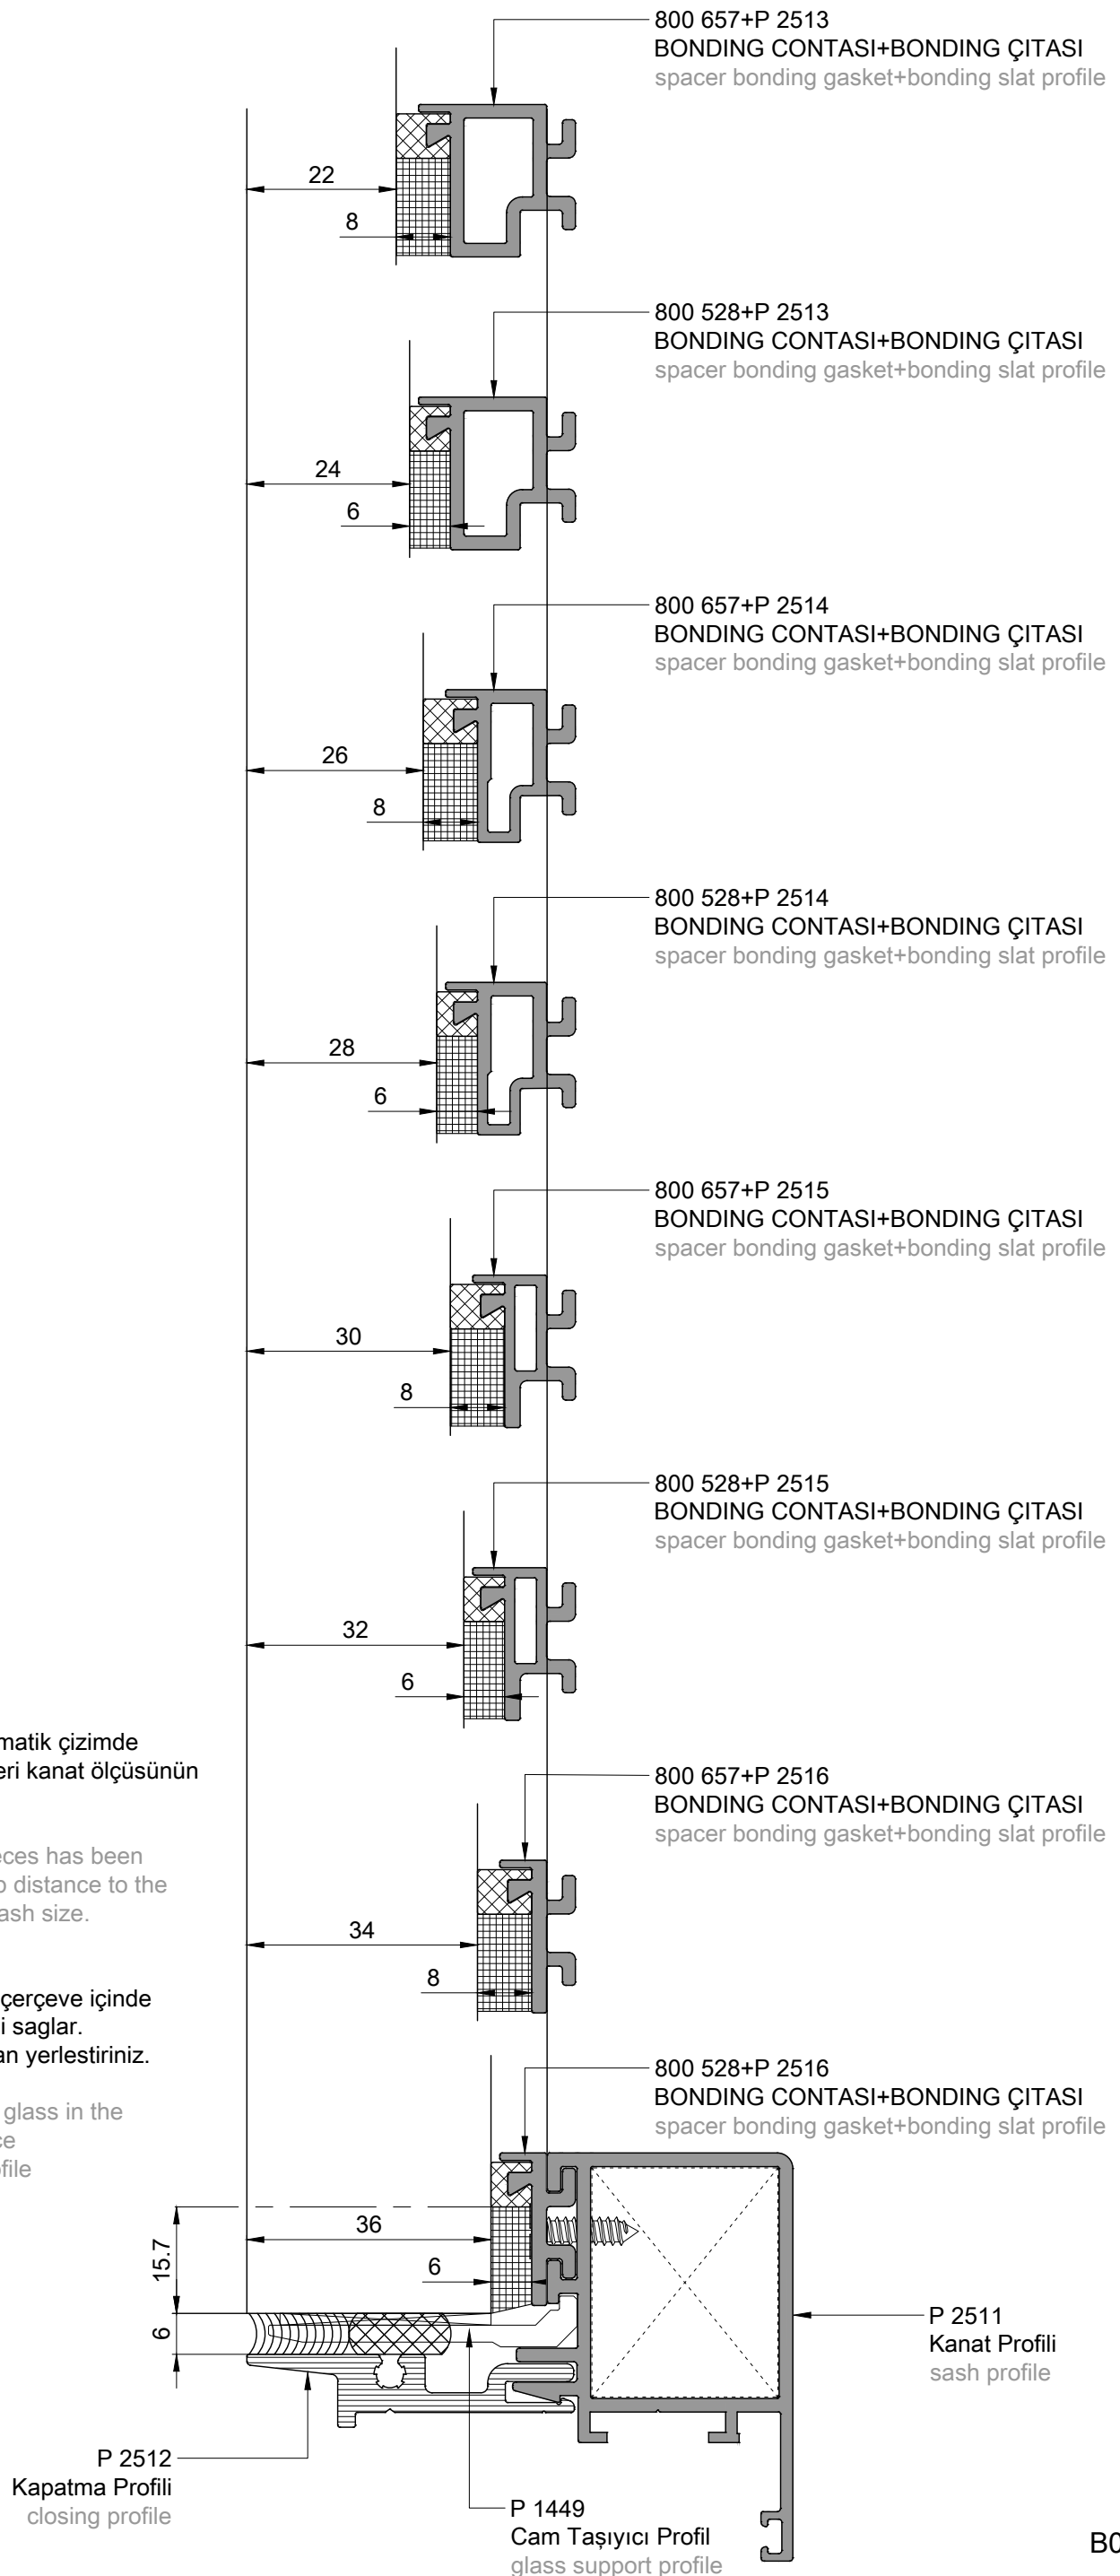 800 657+P 2513
BONDING CONTASI+BONDING ÇITASI
spacer bonding gasket+bonding slat profile
22
8
800 528+P 2513
BONDING CONTASI+BONDING ÇITASI
spacer bonding gasket+bonding slat profile
24
6
800 657+P 2514
BONDING CONTASI+BONDING ÇITASI
spacer bonding gasket+bonding slat profile
26
8
800 528+P 2514
BONDING CONTASI+BONDING ÇITASI
spacer bonding gasket+bonding slat profile
28
6
800 657+P 2515
BONDING CONTASI+BONDING ÇITASI
spacer bonding gasket+bonding slat profile
30
8
800 528+P 2515
BONDING CONTASI+BONDING ÇITASI
spacer bonding gasket+bonding slat profile
32
6
matik çizimde
eri kanat ölçüsünün
eces has been
o distance to the
ash size.
800 657+P 2516
BONDING CONTASI+BONDING ÇITASI
spacer bonding gasket+bonding slat profile
34
8
çerçeve içinde
i saglar.
an yerlestiriniz.
glass in the
ce
ofile
800 528+P 2516
BONDING CONTASI+BONDING ÇITASI
spacer bonding gasket+bonding slat profile
36
6
15.7
6
P 2511
Kanat Profili
sash profile
P 2512
Kapatma Profili
closing profile
P 1449
Cam Taşıyıcı Profil
glass support profile
B0